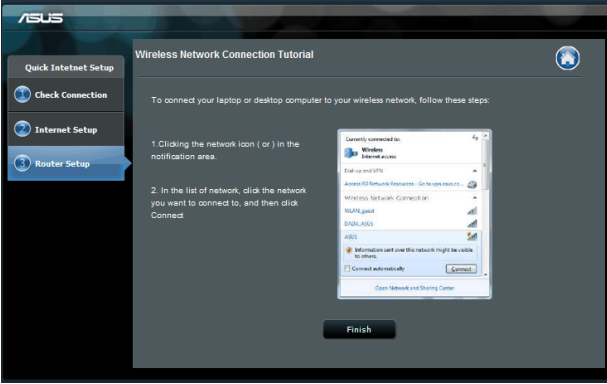 ASUS
Wireless Network Connection Tutorial
Quick Intetnet Setup
1 Check Connection
2 Internet Setup
3 Router Setup
To connect your laptop or desktop computer to your wireless network, follow these steps:
1.Clicking the network icon ( or ) in the
notification area.
2. In the list of network, click the network
you want to connect to, and then click
Connect
Currently connected to:
Wireless
Internet access
Dial-up and VPN
Wireless Network Connection
WLAN_guest
DADA_ASUS
ASUS
Information sent over this network might be visible
to others.
Connect automatically
Connect
Open Network and Sharing Center
Finish